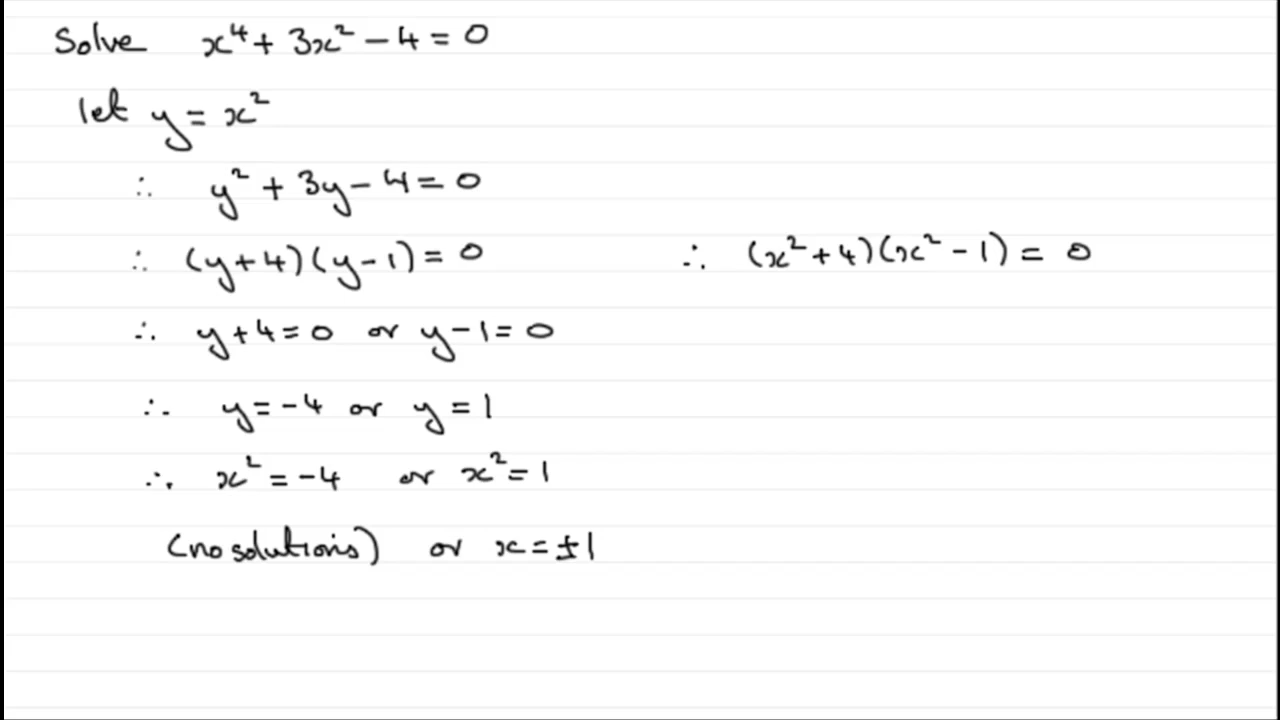 Solve x⁴ + 3x² - 4 = 0
let y = x²
∴ y² + 3y - 4 = 0
∴ (y + 4)(y - 1) = 0 ∴ (x² + 4)(x² - 1) = 0
∴ y + 4 = 0 or y - 1 = 0
∴ y = -4 or y = 1
∴ x² = -4 or x² = 1
(no solutions) or x = ±1